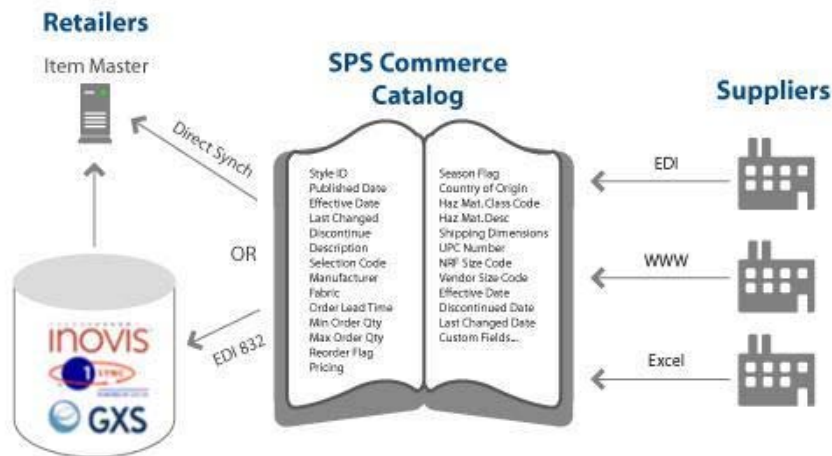 Retailers
Item Master
SPS Commerce
Catalog
Suppliers
Direct Synch
OR
EDI 832
INOVIS
1
SYNC
GXS
Style ID
Published Date
Effective Date
Last Changed
Discontinue
Description
Selection Code
Manufacturer
Fabric
Order Lead Time
Min Order Qty
Max Order Qty
Reorder Flag
Pricing
Season Flag
Country of Origin
Haz Mat. Class Code
Haz Mat. Desc
Shipping Dimensions
UPC Number
NRF Size Code
Vendor Size Code
Effective Date
Discontinued Date
Last Changed Date
Custom Fields...
EDI
WWW
Excel